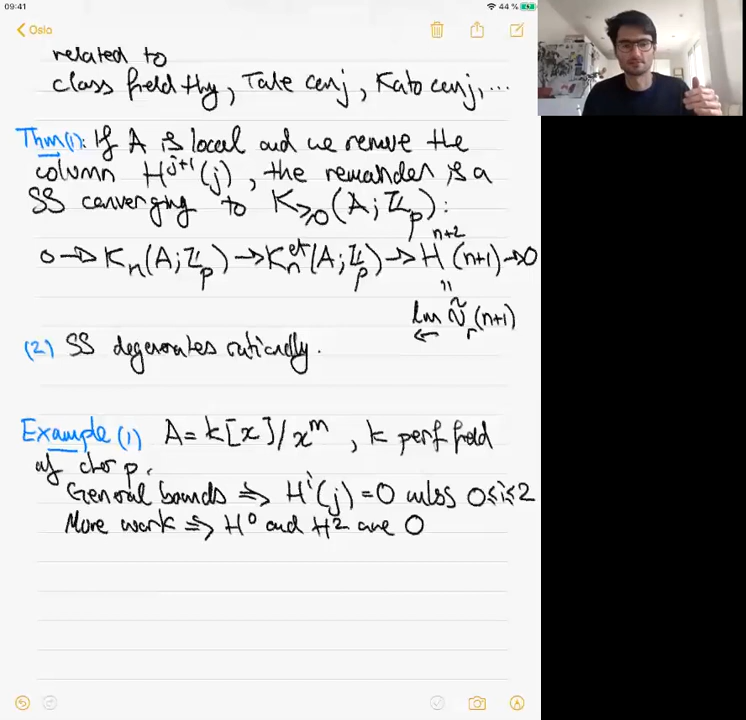 09:41
44 %
Oslo
related to
class field thy, Tate conj, Kato conj, ...
Thm (1): If A is local and we remove the
column H^{j+1}(j), the remainder is a
SS converging to K_{≥0}(A; ℤ_p):
0 → K_n(A; ℤ_p) → K_n^{ét}(A; ℤ_p) → H^{n+2}(n+1) → 0
"
lim ν̃_r(n+1)
←
(2) SS degenerates rationally.
Example (1) A = k[x]/x^m, k perf field
of char p.
General bounds ⇒ H^i(j) = 0 unless 0≤i≤2
More work ⇒ H^0 and H^2 are 0